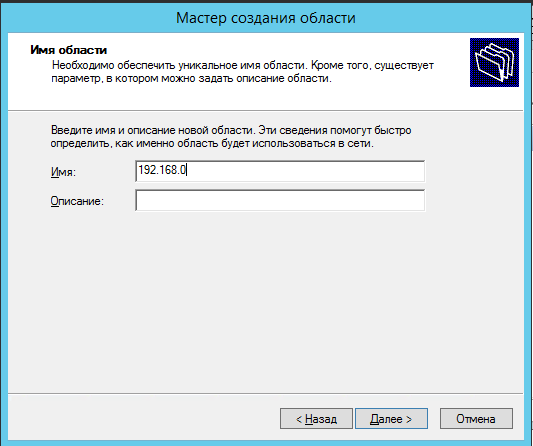 Мастер создания области
Имя области
Необходимо обеспечить уникальное имя области. Кроме того, существует
параметр, в котором можно задать описание области.
Введите имя и описание новой области. Эти сведения помогут быстро
определить, как именно область будет использоваться в сети.
Имя: 192.168.0
Описание:
< Назад Далее > Отмена